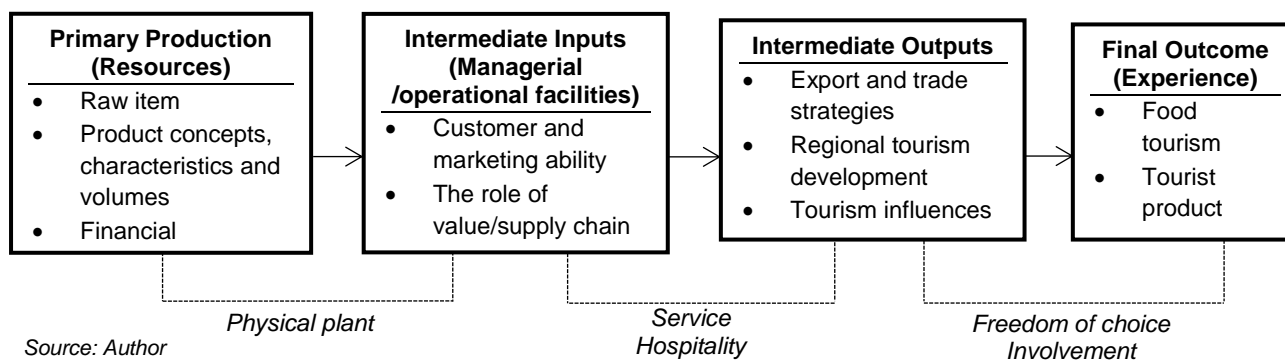 Primary Production
(Resources)
• Raw item
• Product concepts,
characteristics and
volumes
• Financial
Intermediate Inputs
(Managerial
/operational facilities)
• Customer and
marketing ability
• The role of
value/supply chain
Intermediate Outputs
• Export and trade
strategies
• Regional tourism
development
• Tourism influences
Final Outcome
(Experience)
• Food
tourism
• Tourist
product
Physical plant
Service
Hospitality
Freedom of choice
Involvement
Source: Author